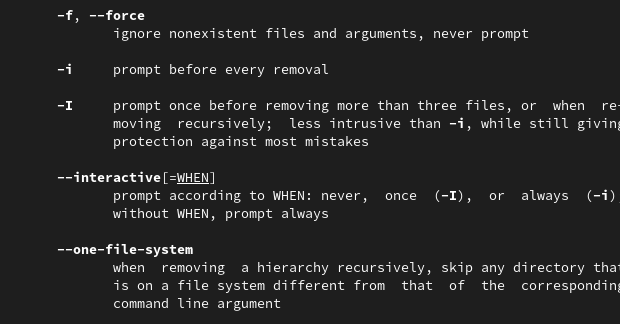 -f, --force
ignore nonexistent files and arguments, never prompt
-i prompt before every removal
-I prompt once before removing more than three files, or when re-
moving recursively; less intrusive than -i, while still giving
protection against most mistakes
--interactive[=WHEN]
prompt according to WHEN: never, once (-I), or always (-i)
without WHEN, prompt always
--one-file-system
when removing a hierarchy recursively, skip any directory that
is on a file system different from that of the corresponding
command line argument